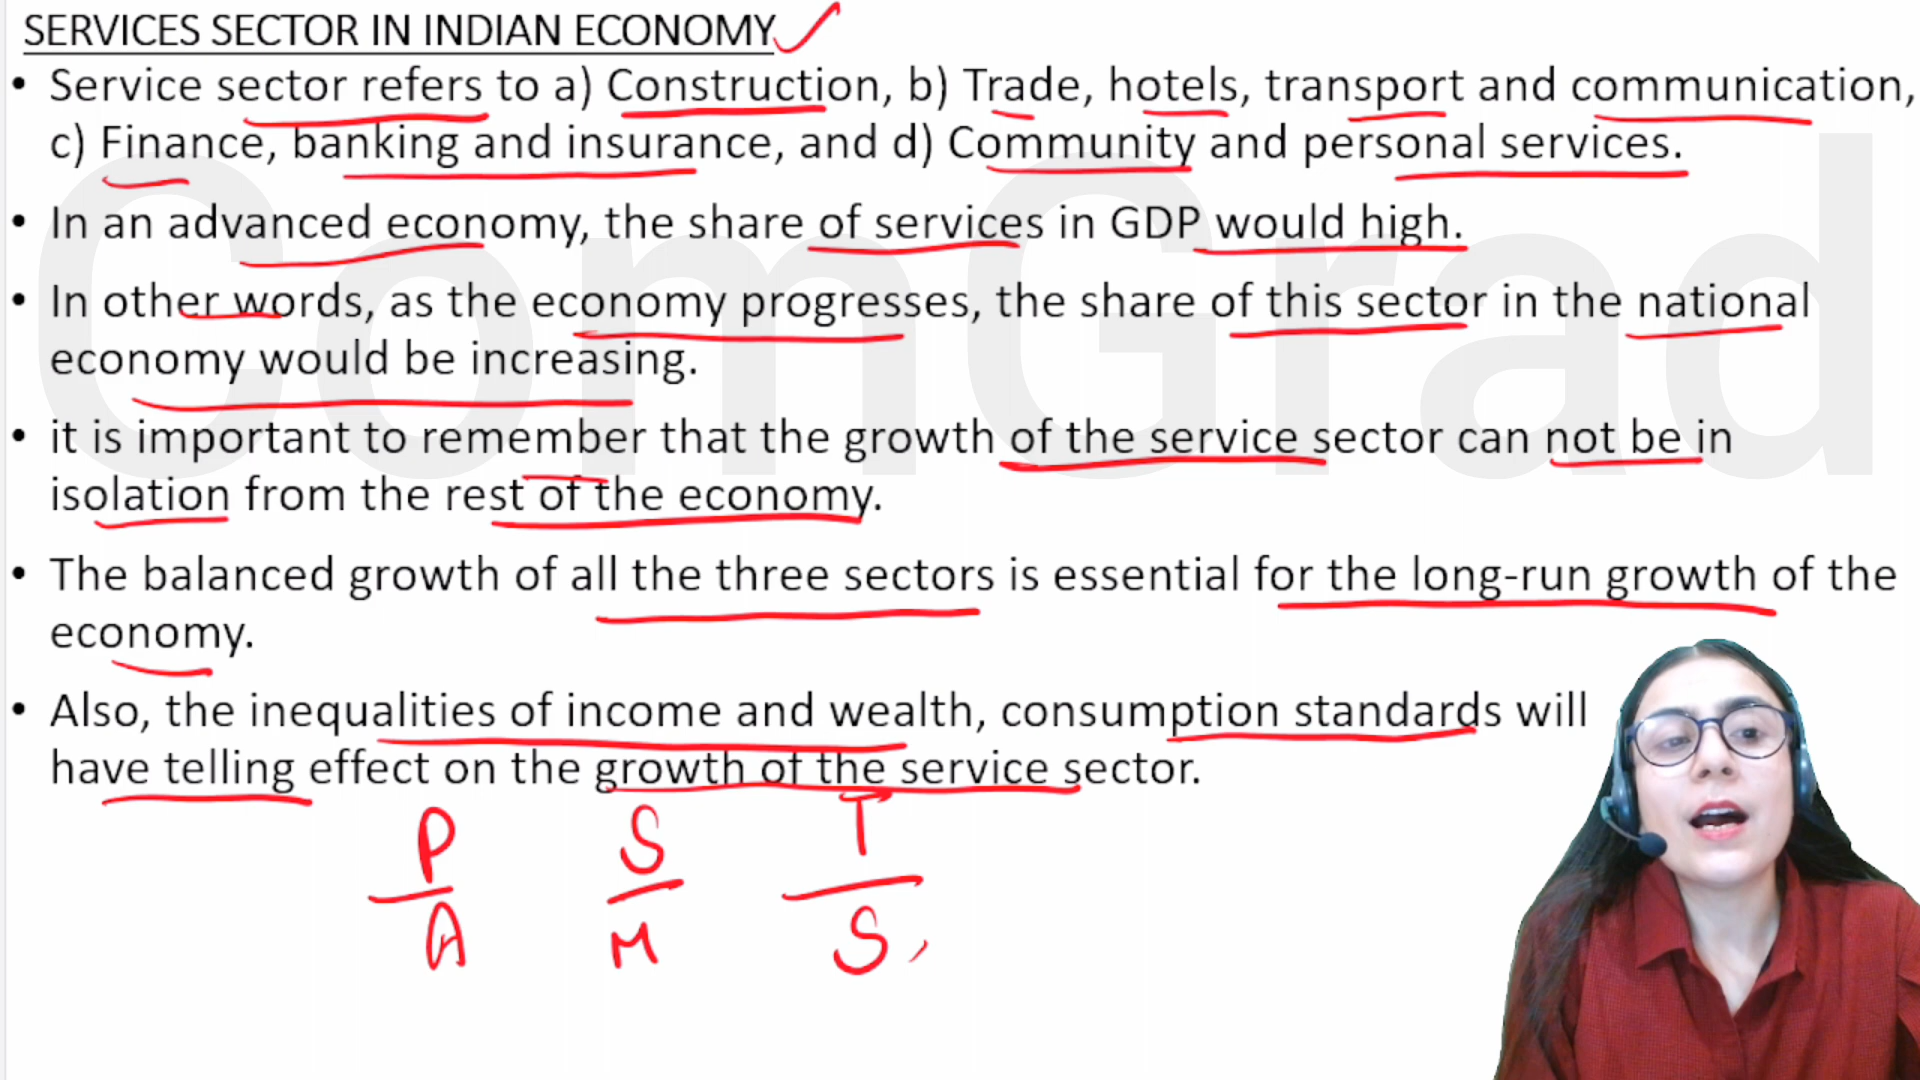 SERVICES SECTOR IN INDIAN ECONOMY
• Service sector refers to a) Construction, b) Trade, hotels, transport and communication,
c) Finance, banking and insurance, and d) Community and personal services.
• In an advanced economy, the share of services in GDP would high.
• In other words, as the economy progresses, the share of this sector in the national
economy would be increasing.
• it is important to remember that the growth of the service sector can not be in
isolation from the rest of the economy.
• The balanced growth of all the three sectors is essential for the long-run growth of the
economy.
• Also, the inequalities of income and wealth, consumption standards will
have telling effect on the growth of the service sector.
P S T
A M S,
ComGrad